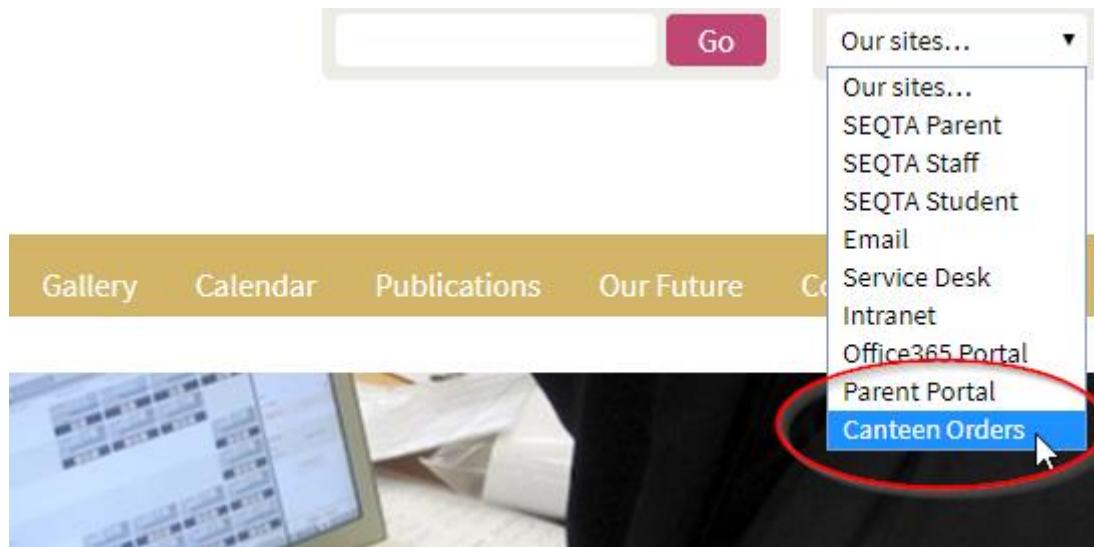 Go
Our sites...
Our sites...
SEQTA Parent
SEQTA Staff
SEQTA Student
Email
Service Desk
Intranet
Office365 Portal
Parent Portal
Canteen Orders
Gallery Calendar Publications Our Future